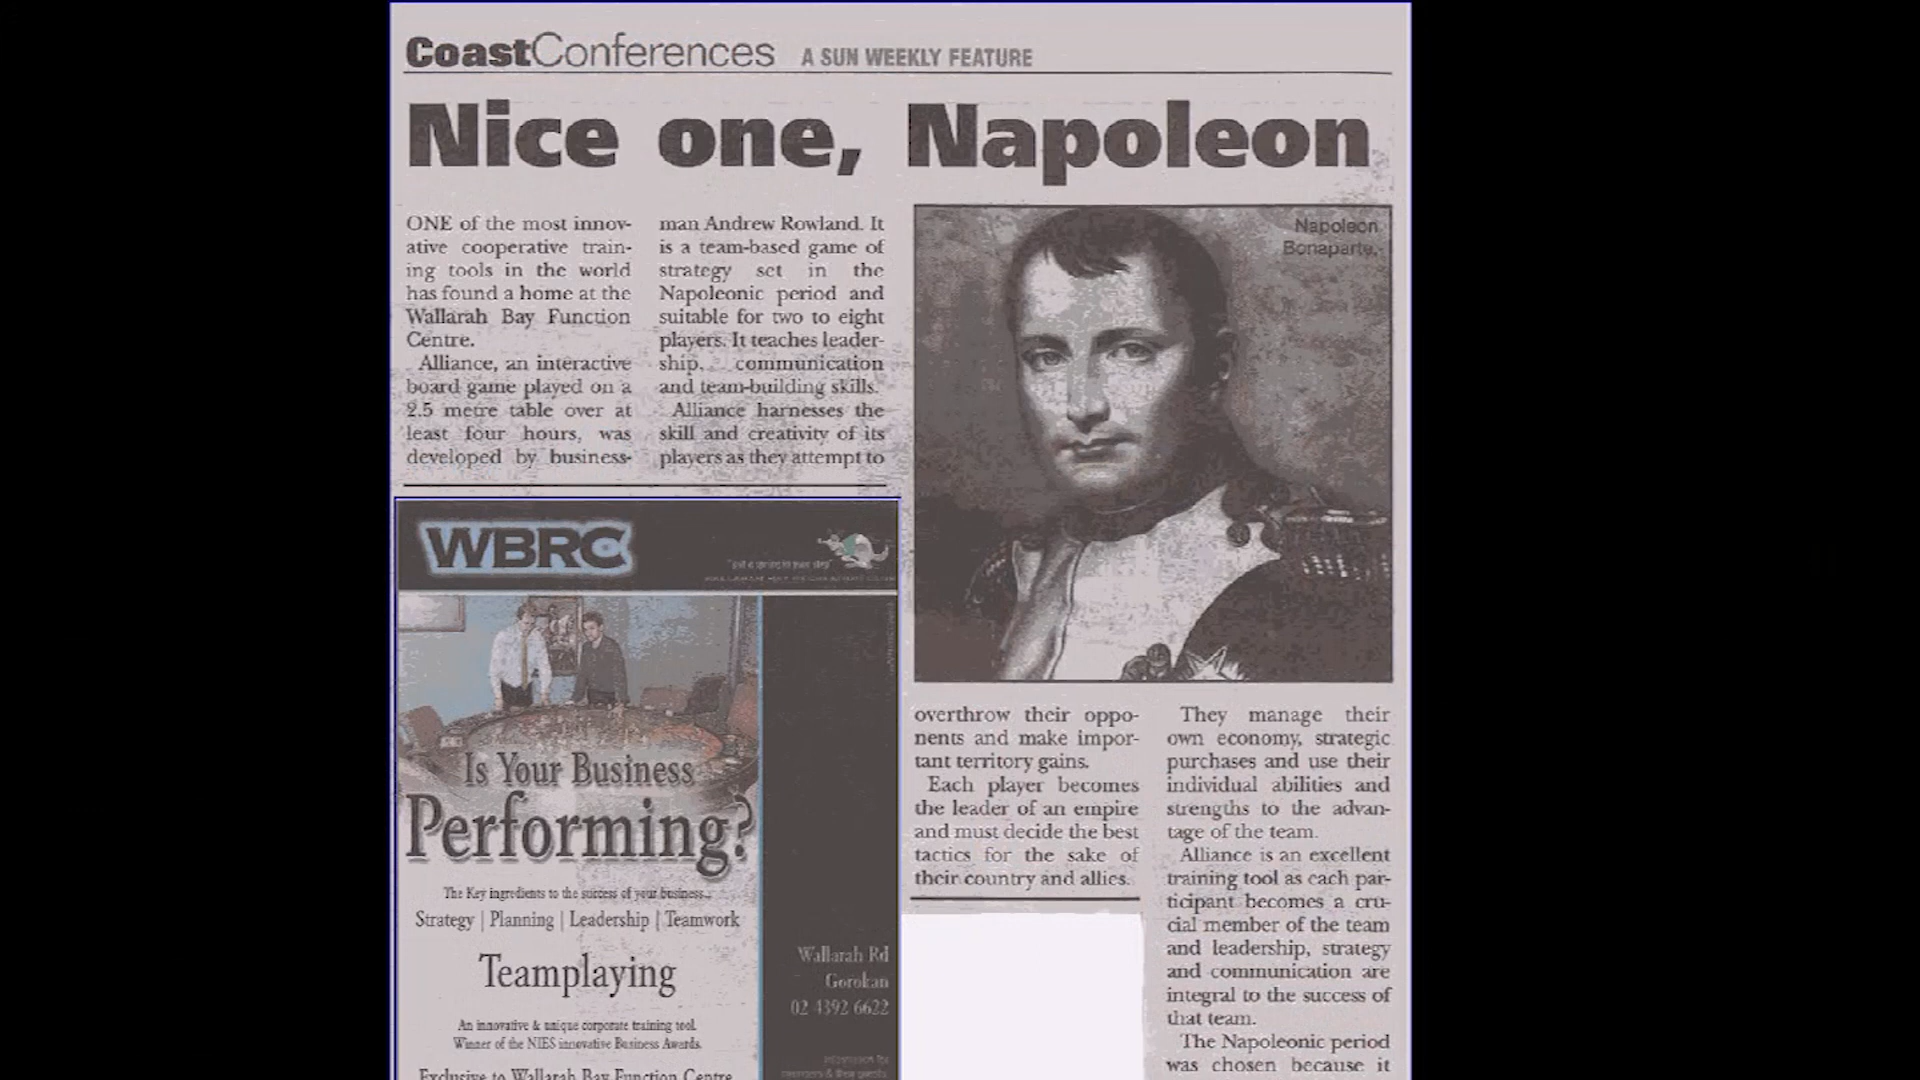 CoastConferences A SUN WEEKLY FEATURE
Nice one, Napoleon
ONE of the most innov-
ative cooperative train-
ing tools in the world
has found a home at the
Wallarah Bay Function
Centre.
Alliance, an interactive
board game played on a
2.5 metre table over at
least four hours, was
developed by business-
man Andrew Rowland. It
is a team-based game of
strategy set in the
Napoleonic period and
suitable for two to eight
players. It teaches leader-
ship, communication
and team-building skills.
Alliance harnesses the
skill and creativity of its
players as they attempt to
Napoleon
Bonaparte.
overthrow their oppo-
nents and make impor-
tant territory gains.
Each player becomes
the leader of an empire
and must decide the best
tactics for the sake of
their country and allies.
They manage their
own economy, strategic
purchases and use their
individual abilities and
strengths to the advan-
tage of the team.
Alliance is an excellent
training tool as each par-
ticipant becomes a cru-
cial member of the team
and leadership, strategy
and communication are
integral to the success of
that team.
The Napoleonic period
was chosen because it
WBRC
"put a spring in your step"
Is Your Business
Performing?
The Key ingredients to the success of your business...
Strategy | Planning | Leadership | Teamwork
Teamplaying
An innovative & unique corporate training tool.
Winner of the NIES innovative Business Awards.
Exclusive to Wallarah Bay Function Centre
Wallarah Rd
Gorokan
02 4392 6622
information for
members & their guests